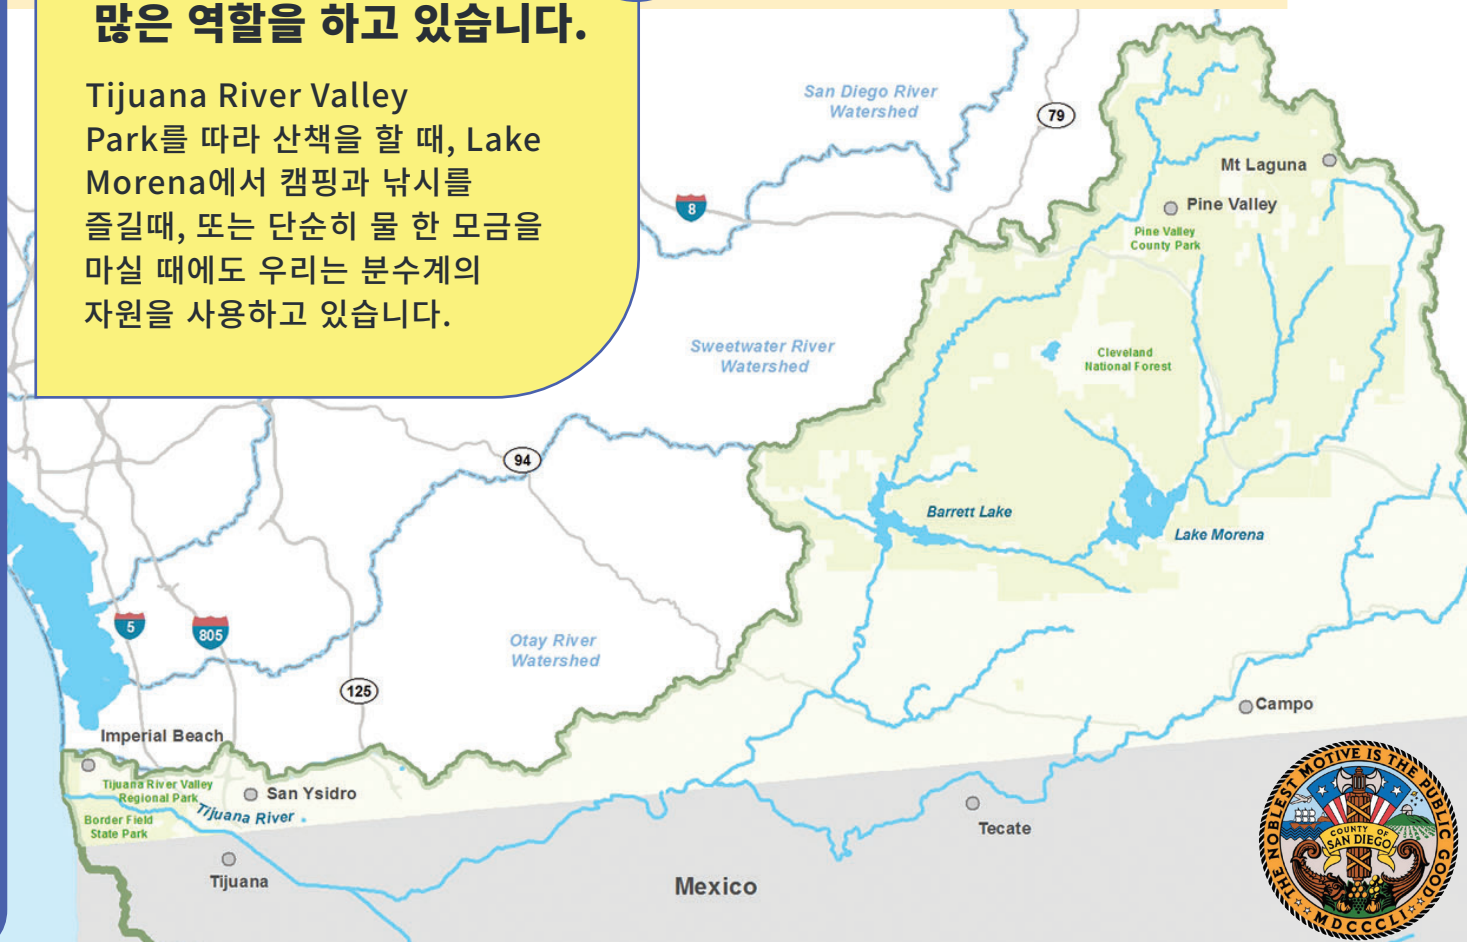 많은 역할을 하고 있습니다.
Tijuana River Valley
Park를 따라 산책을 할 때, Lake
Morena에서 캠핑과 낚시를
즐길때, 또는 단순히 물 한 모금을
마실 때에도 우리는 분수계의
자원을 사용하고 있습니다.
San Diego River
Watershed
79
Mt Laguna
8
Pine Valley
Pine Valley
County Park
Sweetwater River
Watershed
Cleveland
National Forest
94
Barrett Lake
Lake Morena
5
805
Otay River
Watershed
125
Campo
Imperial Beach
Tijuana River Valley
Regional Park
San Ysidro
Tijuana River
Border Field
State Park
Tecate
Tijuana
Mexico
THE NOBLEST MOTIVE IS THE PUBLIC GOOD
COUNTY OF
SAN DIEGO
MDCCCLI